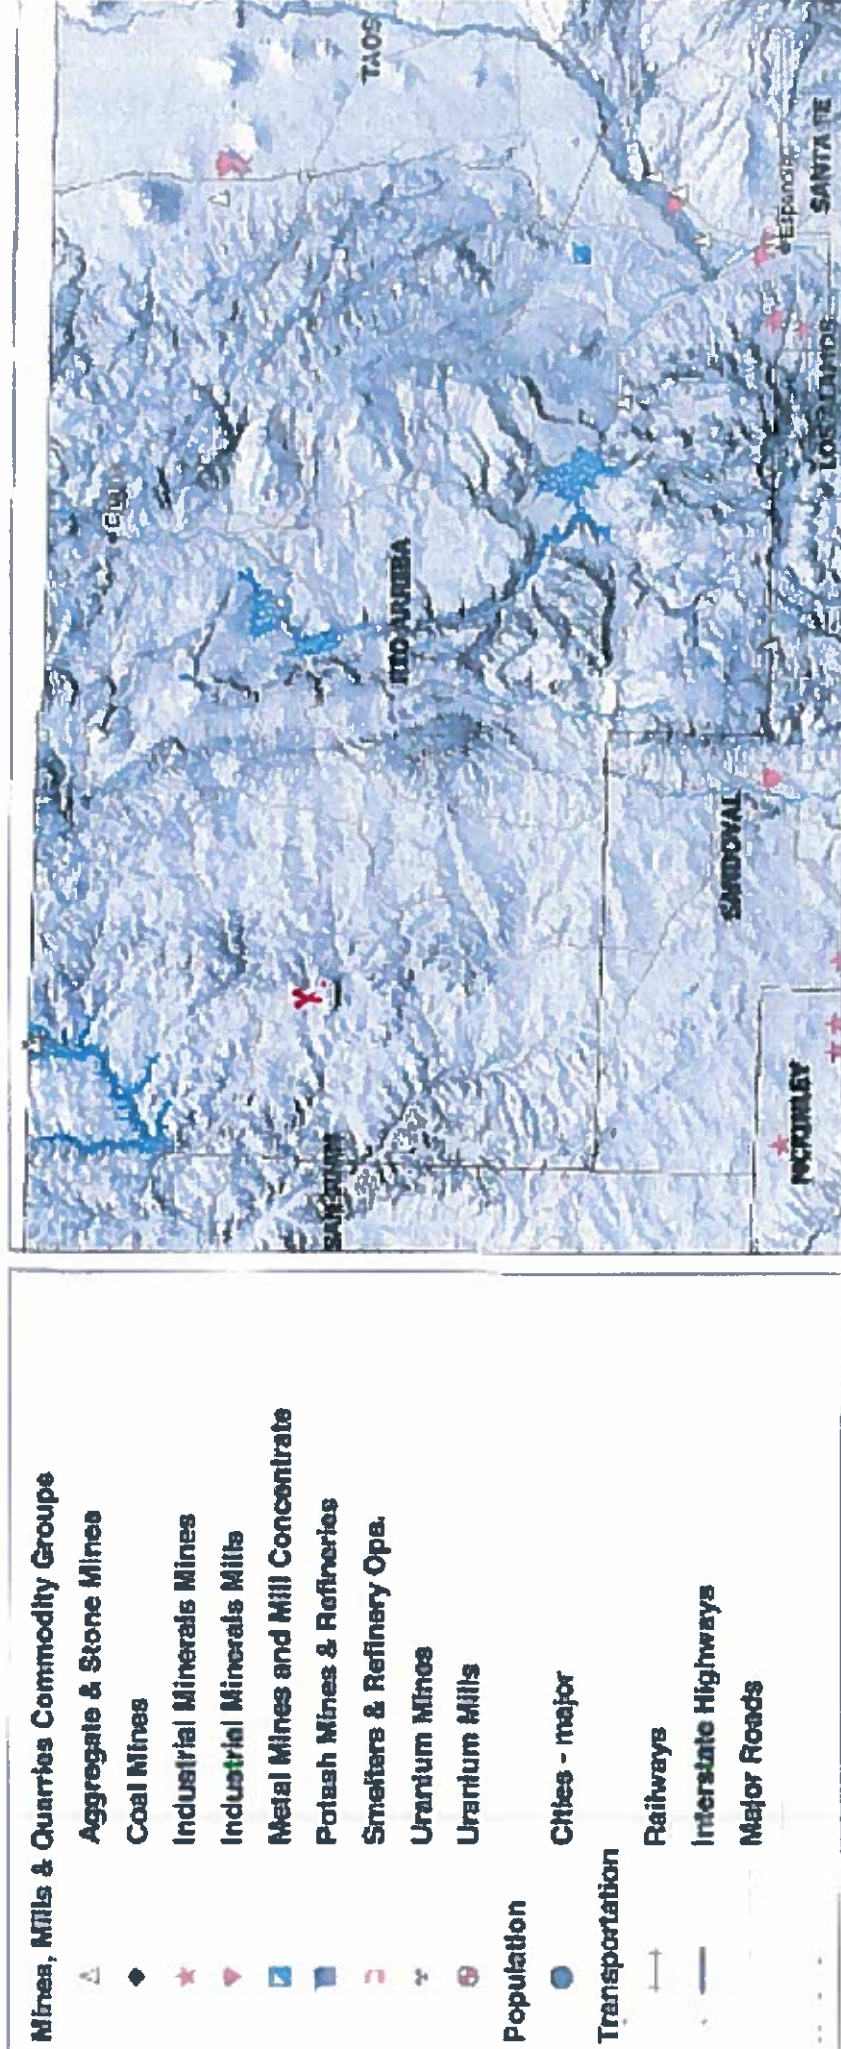 Mines, Mills & Quarries Commodity Groups
Aggregate & Stone Mines
Coal Mines
Industrial Minerals Mines
Industrial Minerals Mills
Metal Mines and Mill Concentrate
Potash Mines & Refineries
Smelters & Refinery Ops.
Uranium Mines
Uranium Mills
Population
Cities - major
Transportation
Railways
Interstate Highways
Major Roads
TAOS
RIO ARRIBA
SAN JUAN
SANDOVAL
MCKINLEY
Espanola
SANTA FE
LOS ALAMOS